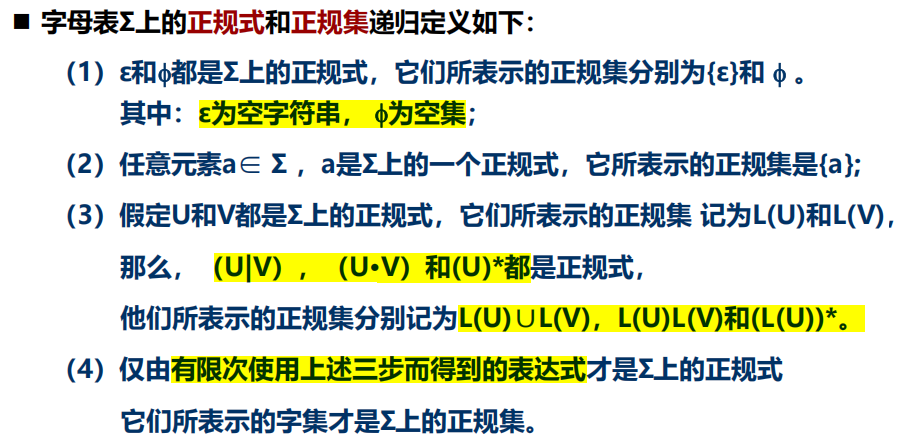 ■ 字母表Σ上的正规式和正规集递归定义如下：
（1）ε和ϕ都是Σ上的正规式，它们所表示的正规集分别为{ε}和 ϕ 。
其中：ε为空字符串， ϕ为空集；
（2）任意元素a∈ Σ ，a是Σ上的一个正规式，它所表示的正规集是{a};
（3）假定U和V都是Σ上的正规式，它们所表示的正规集 记为L(U)和L(V)，
那么，（U|V），（U•V）和(U)*都是正规式，
他们所表示的正规集分别记为L(U)∪L(V)，L(U)L(V)和(L(U))*。
（4）仅由有限次使用上述三步而得到的表达式才是Σ上的正规式
它们所表示的字集才是Σ上的正规集。